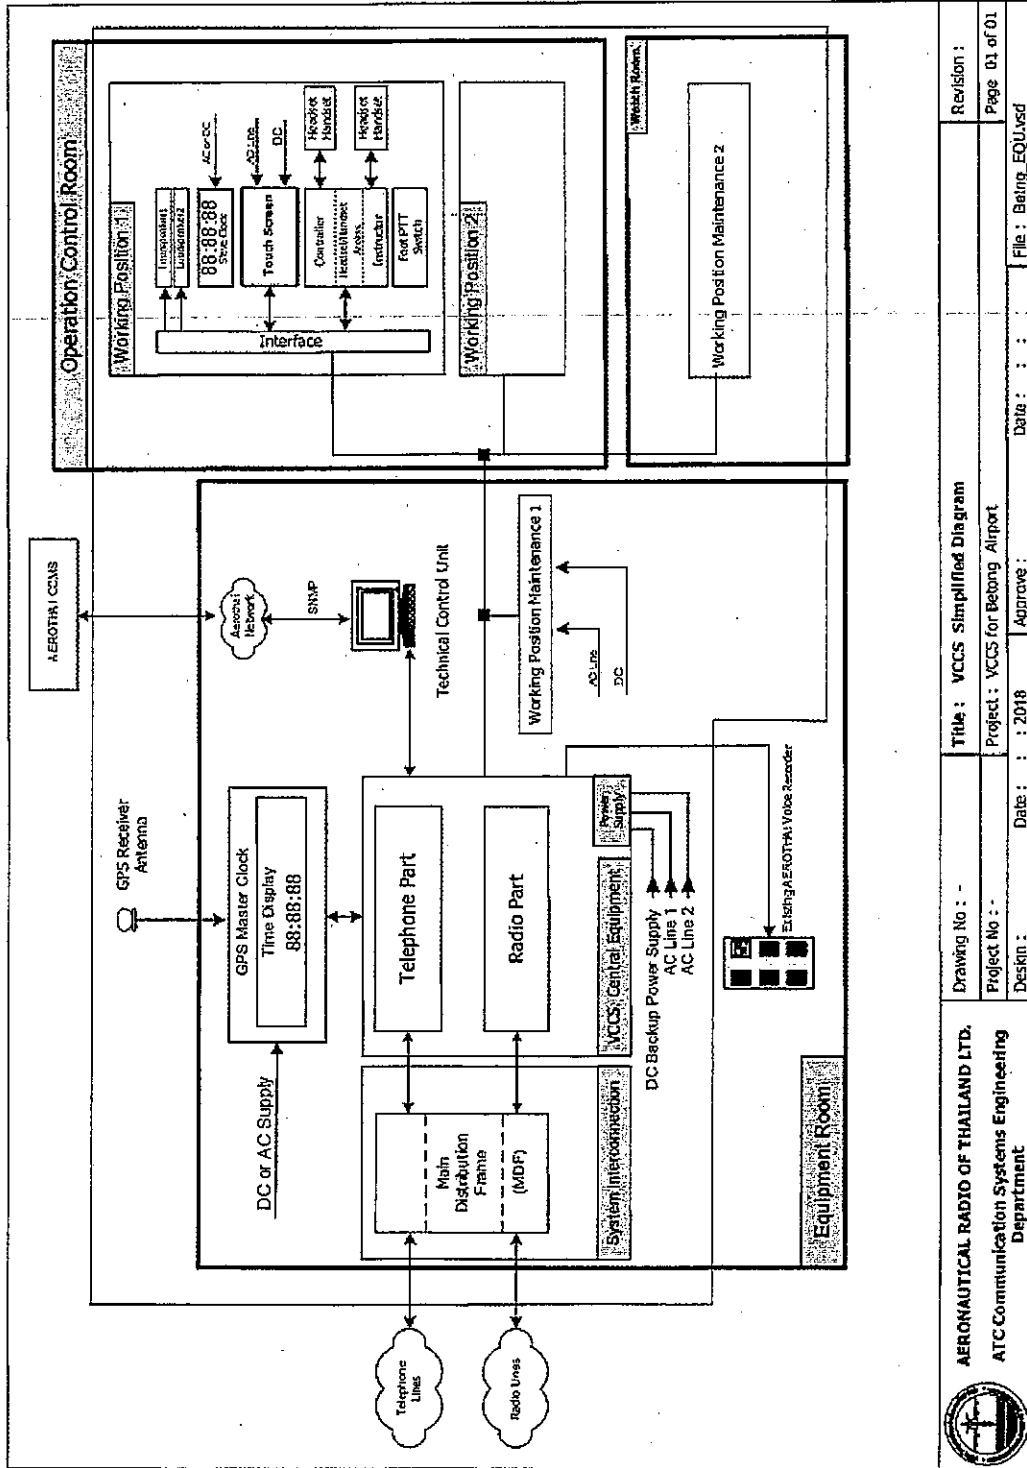 Operation Control Room
Working Position 1
Loudspeaker2
AC or DC
88:88:88
AC Line
Touch Screen
DC
Controller
Headset/Handset
Access
Instructor
Headset
Handset
Headset
Handset
Foot PTT
Switch
Interface
Working Position 2
Watch Room
Working Position Maintenance 2
AEROTHAI CCMS
Aerothai
Network
SNMP
Technical Control Unit
Working Position Maintenance 1
AC Line
DC
GPS Receiver
Antenna
GPS Master Clock
Time Display
88:88:88
DC or AC Supply
Telephone Part
Radio Part
Power
Supply
VCCS Central Equipment
DC Backup Power Supply
AC Line 1
AC Line 2
Existing AEROTHAI Voice Recorder
Main
Distribution
Frame
(MDF)
System Interconnection
Equipment Room
Telephone
Lines
Radio Lines
AERONAUTICAL RADIO OF THAILAND LTD.
ATC Communication Systems Engineering
Department
Drawing No : -
Title : VCCS Simplified Diagram
Revision :
Project No : -
Project : VCCS for Betong Airport
Page 01 of 01
Design :
Date : : : 2018
Approve :
Date : : :
File : Betng_EQU.vsd